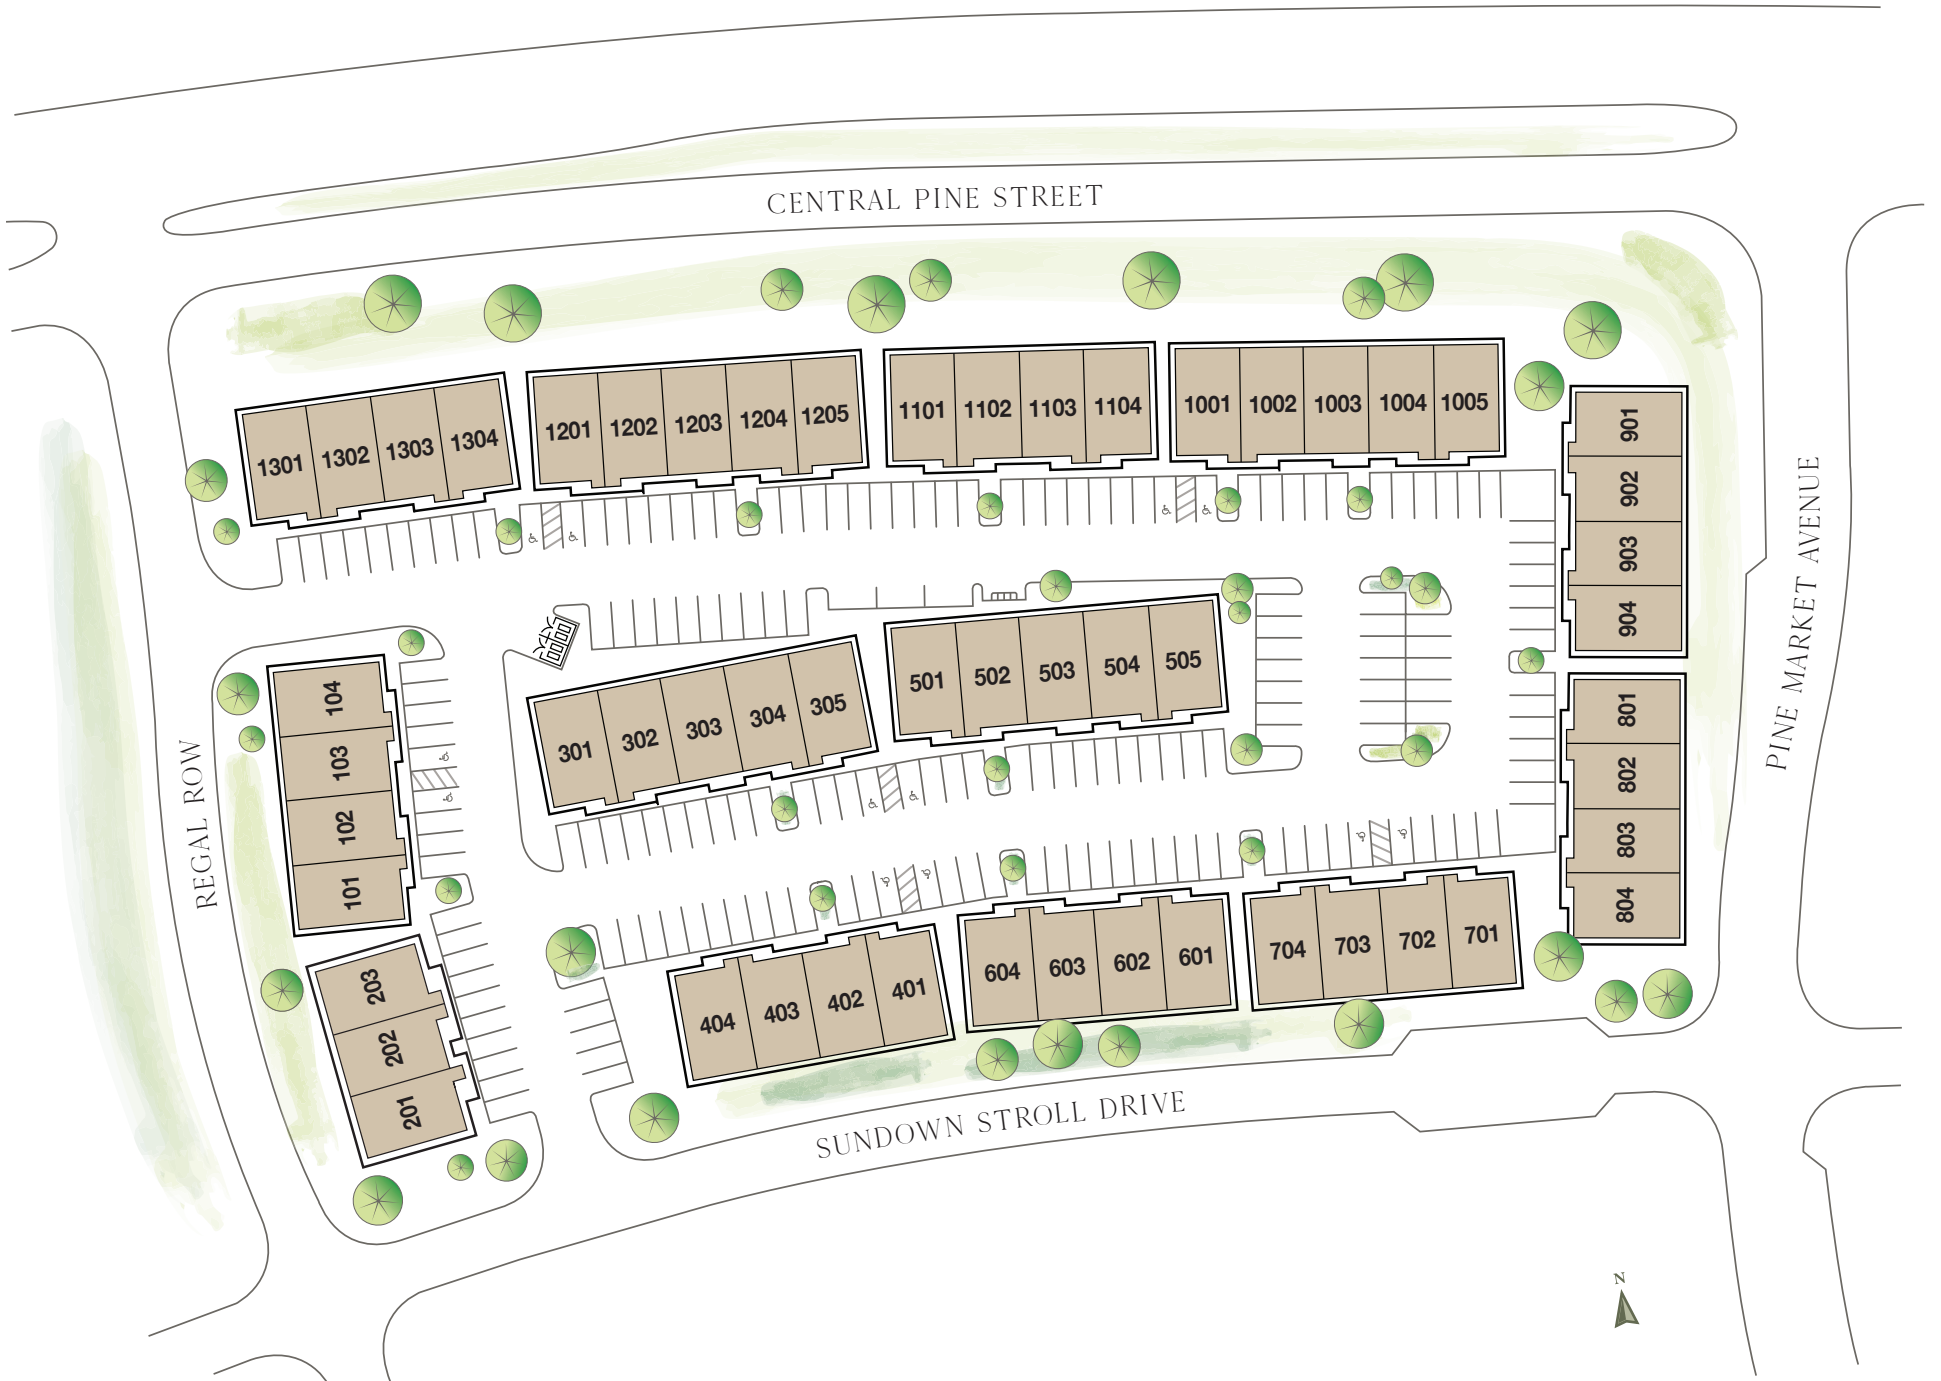 CENTRAL PINE STREET
1301 1302 1303 1304
1201 1202 1203 1204 1205
1101 1102 1103 1104
1001 1002 1003 1004 1005
901
902
903
904
801
802
803
804
PINE MARKET AVENUE
104
103
102
101
REGAL ROW
203
202
201
301 302 303 304 305
501 502 503 504 505
404 403 402 401
604 603 602 601
704 703 702 701
SUNDOWN STROLL DRIVE
N